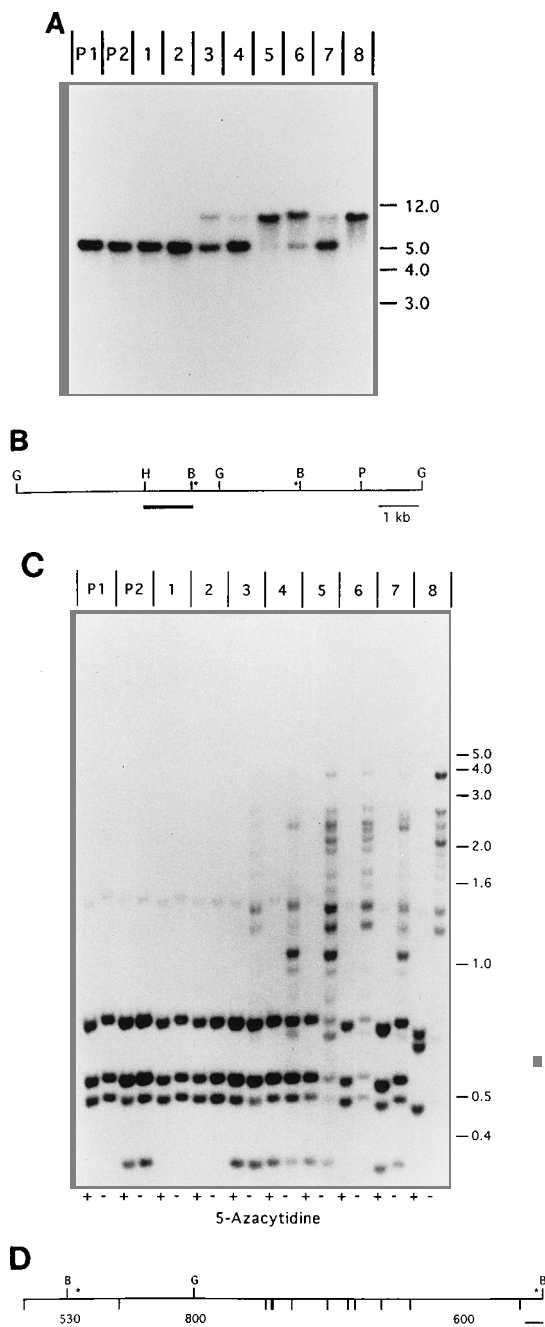 A
P1 P2 1 2 3 4 5 6 7 8
12.0
5.0
4.0
3.0
B
G H B * G * B P G
1 kb
C
P1 P2 1 2 3 4 5 6 7 8
5.0
4.0
3.0
2.0
1.6
1.0
0.5
0.4
+ - + - + - + - + - + - + - + - + - + -
5-Azacytidine
D
B * G * B
530 800 600